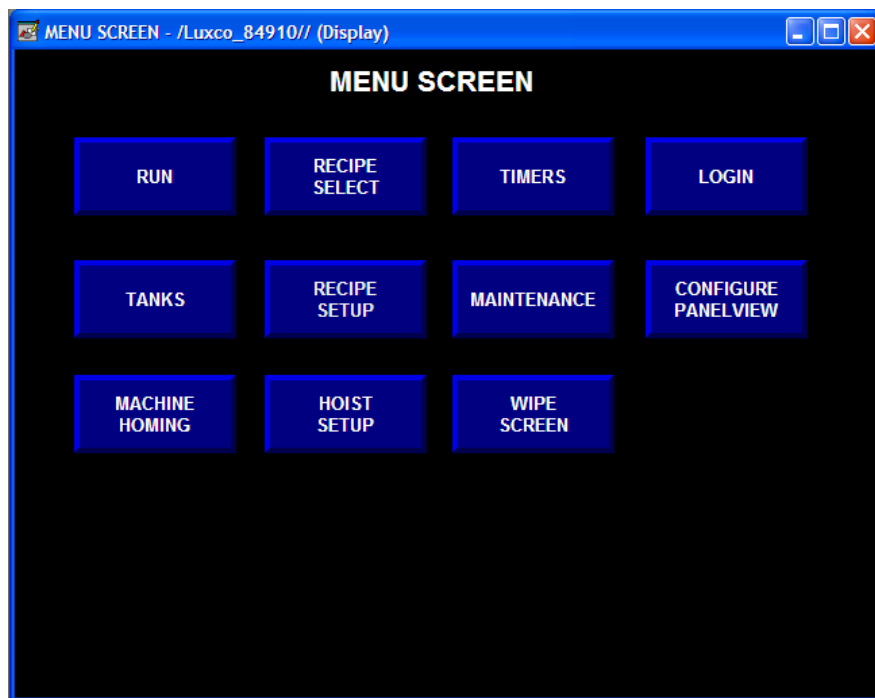 MENU SCREEN - /Luxco_84910// (Display)
MENU SCREEN
RUN
RECIPE
SELECT
TIMERS
LOGIN
TANKS
RECIPE
SETUP
MAINTENANCE
CONFIGURE
PANELVIEW
MACHINE
HOMING
HOIST
SETUP
WIPE
SCREEN